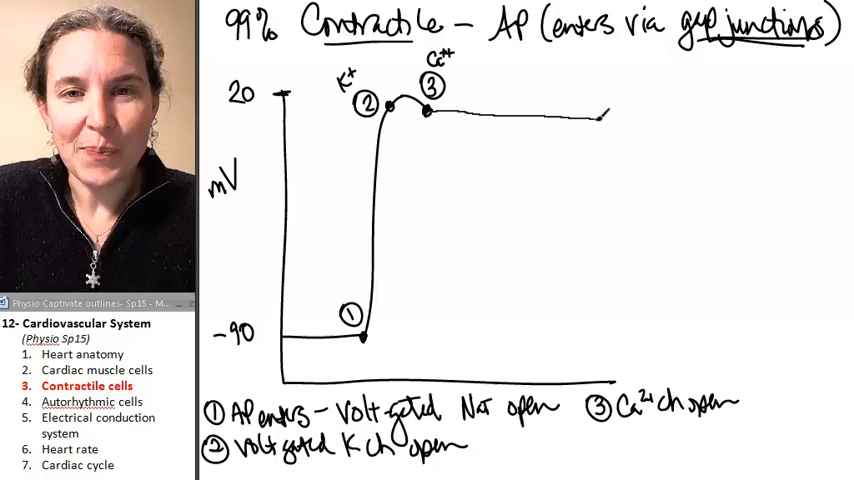 99% Contractile - AP (enters via gap junctions)
K+
Ca++
20
②
③
mV
①
-90
① AP enters - volt-gated Na+ open
③ Ca2+ ch open
② volt gated K ch open
Physio Captivate outlines- Sp15 - M...
12- Cardiovascular System
(Physio Sp15)
1. Heart anatomy
2. Cardiac muscle cells
3. Contractile cells
4. Autorhythmic cells
5. Electrical conduction
system
6. Heart rate
7. Cardiac cycle